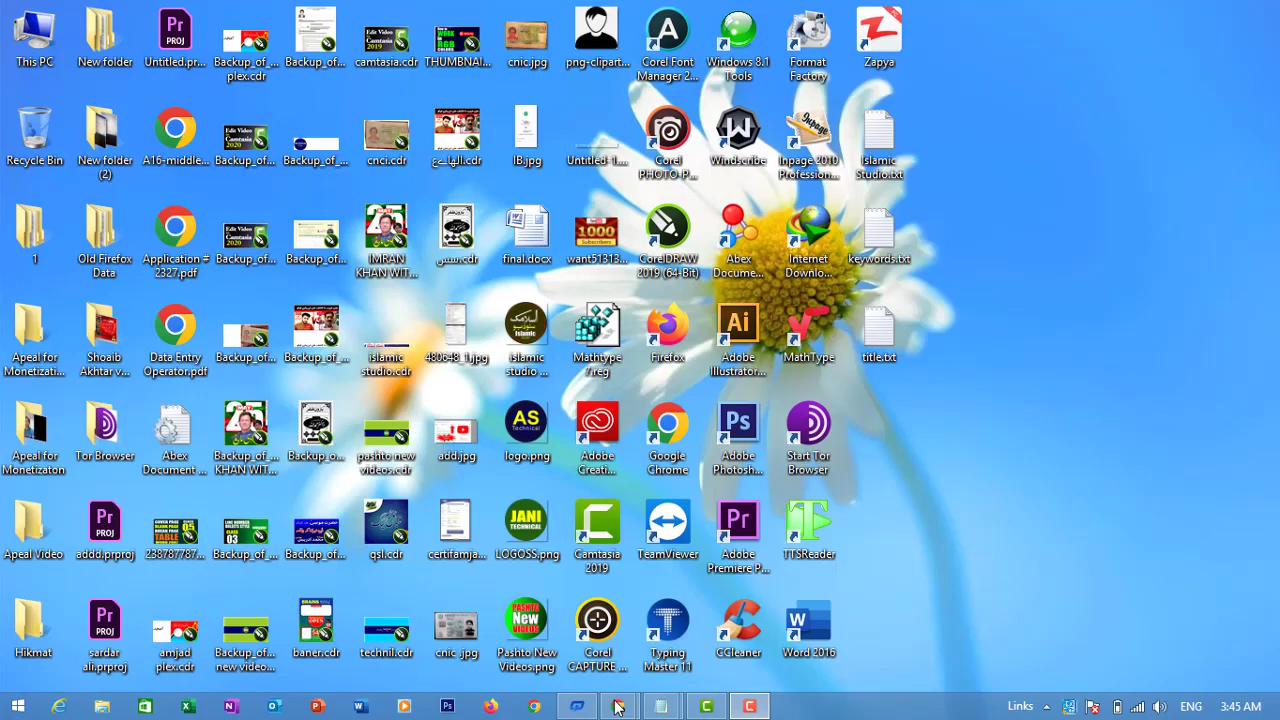 This PC
New folder
Untitled.pr...
Backup_of_...
plex.cdr
Backup_of...
camtasia.cdr
THUMBNAI...
cnic.jpg
png-clipart...
Corel Font
Manager 2...
Windows 8.1
Tools
Format
Factory
Zapya
Recycle Bin
New folder
(2)
A16-middle...
Backup_of...
Backup_of_...
cnci.cdr
IB.jpg
Untitled-1....
Corel
PHOTO-P...
Windscribe
Inpage 2010
Profession...
Islamic
Studio.txt
1
Old Firefox
Data
Application #
2327.pdf
Backup_of...
Backup_of...
IMRAN
KHAN WIT...
final.docx
want51313...
CorelDRAW
2019 (64-Bit)
Abex
Docume...
Internet
Downlo...
keywords.txt
Apeal for
Monetizati...
Shoaib
Akhtar v...
Data Entry
Operator.pdf
Backup_of...
Backup_of...
islamic
studio.cdr
480648_1.jpg
Islamic
studio ...
Mathtype
7.reg
Firefox
Adobe
Illustrator...
MathType
title.txt
Apeal for
Monetizaton
Tor Browser
Abex
Document ...
Backup_of_...
KHAN WIT...
Backup_o...
pashto new
videos.cdr
add.jpg
AS
Technical
logo.png
Adobe
Creati...
Google
Chrome
Adobe
Photosh...
Start Tor
Browser
Apeal Video
addd.prproj
238787787...
Backup_of_...
Backup_of...
qsl.cdr
certifamja...
JANI
TECHNICAL
LOGOSS.png
Camtasia
2019
TeamViewer
Adobe
Premiere P...
TTSReader
Hikmat
sardar
ali.prproj
amjad
plex.cdr
Backup_of...
new video...
baner.cdr
technil.cdr
cnic .jpg
PASHTO
New
VIDEOS
Pashto New
Videos.png
Corel
CAPTURE ...
Typing
Master 11
CCleaner
Word 2016
Links
ENG
3:45 AM